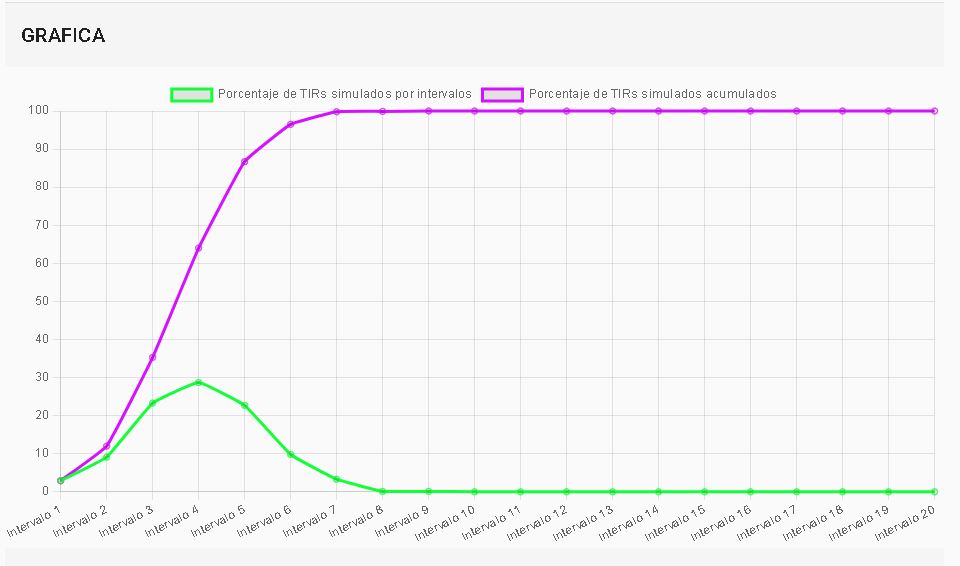 GRAFICA
Porcentaje de TIRs simulados por intervalos Porcentaje de TIRs simulados acumulados
100
90
80
70
60
50
40
30
20
10
0
Intervalo 1
Intervalo 2
Intervalo 3
Intervalo 4
Intervalo 5
Intervalo 6
Intervalo 7
Intervalo 8
Intervalo 9
Intervalo 10
Intervalo 11
Intervalo 12
Intervalo 13
Intervalo 14
Intervalo 15
Intervalo 16
Intervalo 17
Intervalo 18
Intervalo 19
Intervalo 20